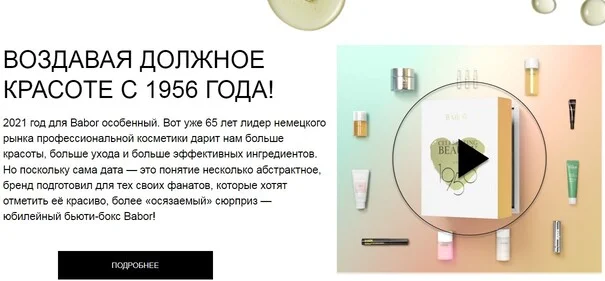 ВОЗДАВАЯ ДОЛЖНОЕ
КРАСОТЕ С 1956 ГОДА!
2021 год для Babor особенный. Вот уже 65 лет лидер немецкого
рынка профессиональной косметики дарит нам больше
красоты, больше ухода и больше эффективных ингредиентов.
Но поскольку сама дата — это понятие несколько абстрактное,
бренд подготовил для тех своих фанатов, которые хотят
отметить её красиво, более «осязаемый» сюрприз —
юбилейный бьюти-бокс Babor!
ПОДРОБНЕЕ